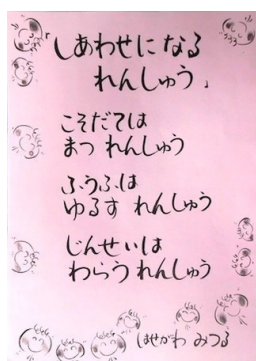 「しあわせになる
れんしゅう」
こそだては
まつ れんしゅう
ふうふは
ゆるす れんしゅう
じんせいは
わらう れんしゅう
はせがわ みつる